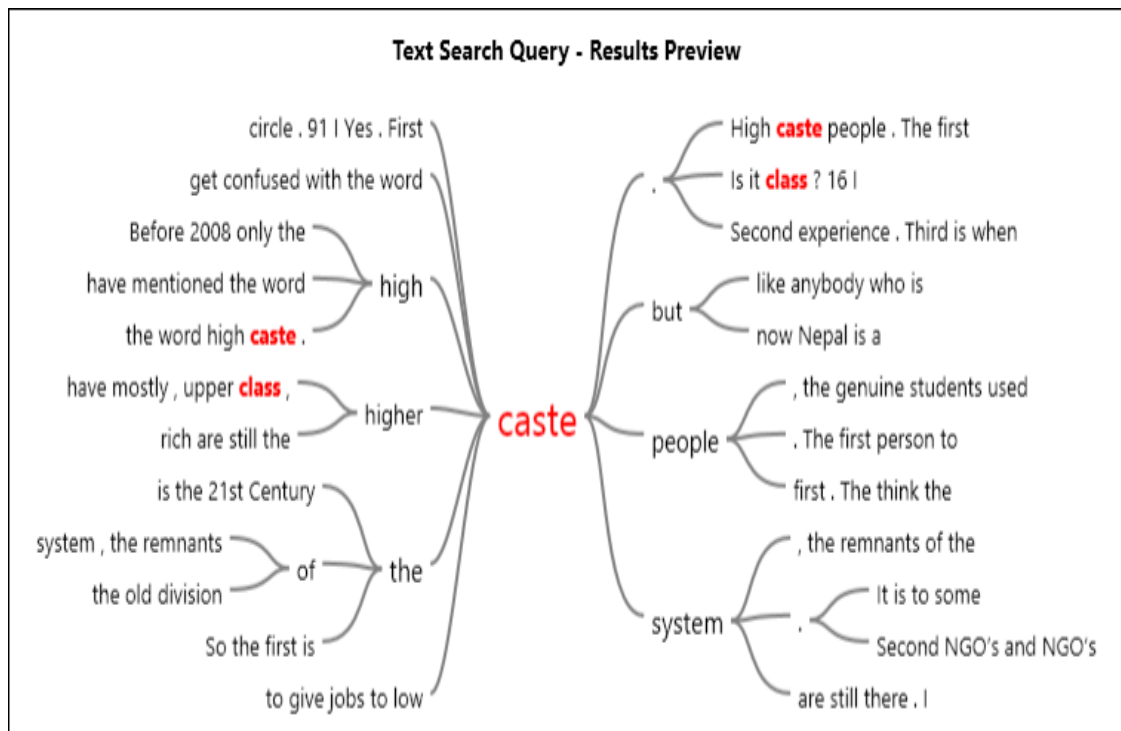 Text Search Query - Results Preview
circle . 91 I Yes . First
get confused with the word
Before 2008 only the
have mentioned the word
the word high caste .
high
have mostly , upper class ,
rich are still the
higher
is the 21st Century
system , the remnants
the old division
of
the
So the first is
to give jobs to low
caste
.
High caste people . The first
Is it class ? 16 I
Second experience . Third is when
but
like anybody who is
now Nepal is a
people
, the genuine students used
. The first person to
first . The think the
system
, the remnants of the
.
It is to some
Second NGO's and NGO's
are still there . I